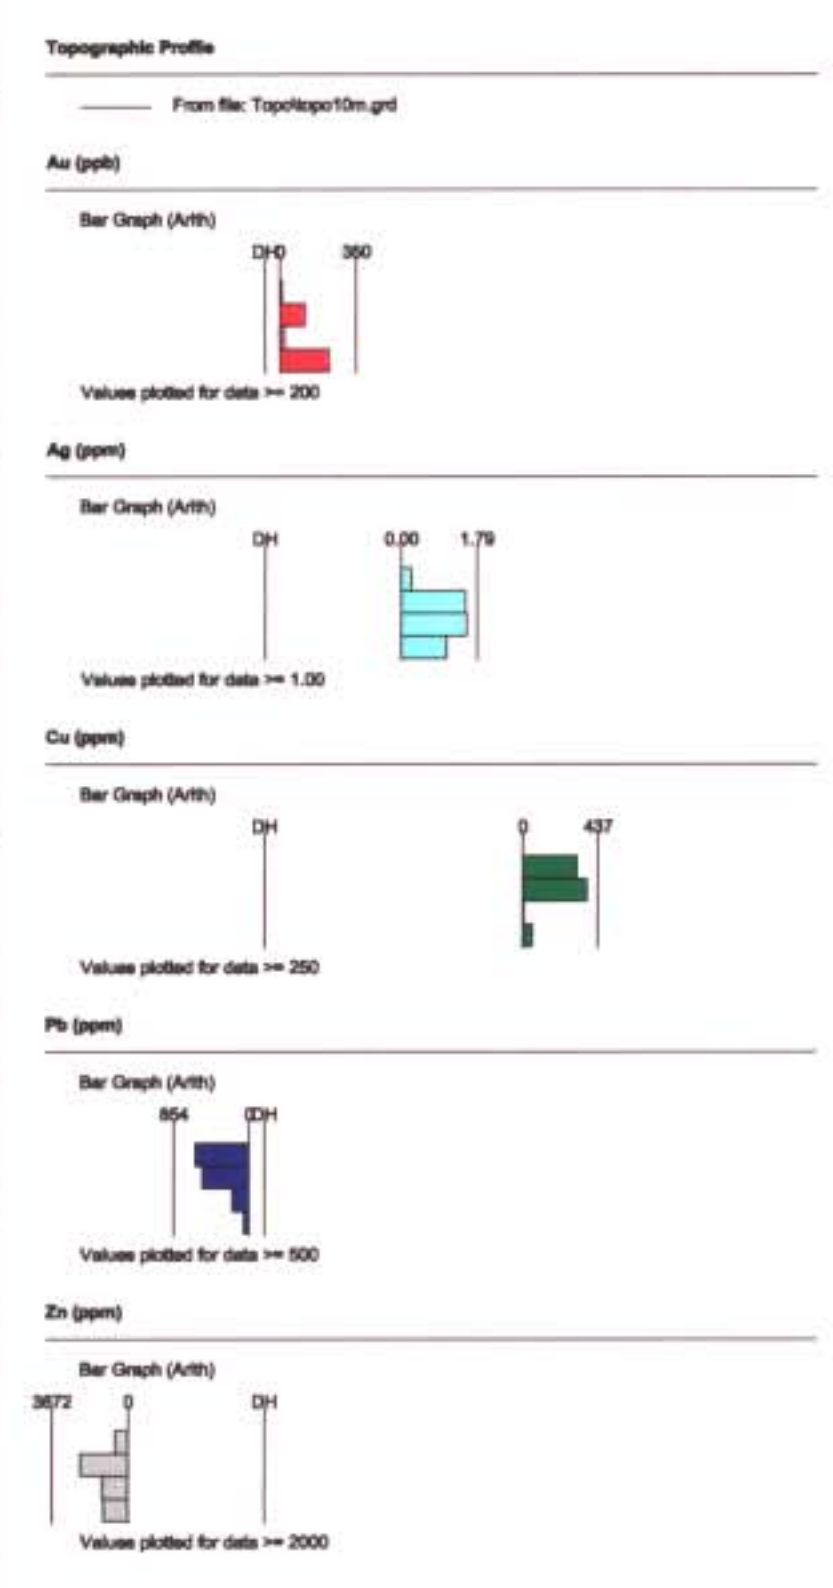 Topographic Profile
From file: Topo\topo10m.grd
Au (ppb)
Bar Graph (Arith)
DH 0 360
Values plotted for data >= 200
Ag (ppm)
Bar Graph (Arith)
DH 0.00 1.79
Values plotted for data >= 1.00
Cu (ppm)
Bar Graph (Arith)
DH 0 437
Values plotted for data >= 250
Pb (ppm)
Bar Graph (Arith)
854 0 DH
Values plotted for data >= 500
Zn (ppm)
Bar Graph (Arith)
3672 0 DH
Values plotted for data >= 2000